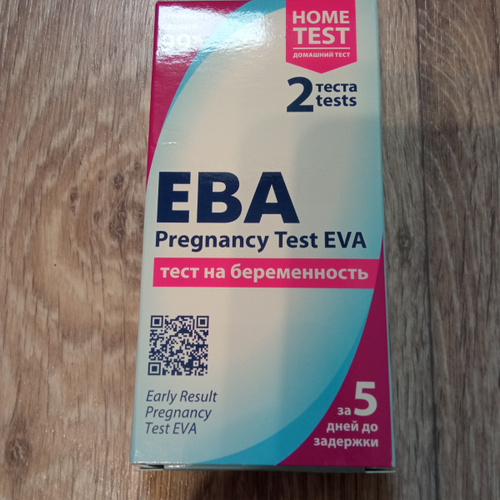 HOME
TEST
ДОМАШНИЙ ТЕСТ
2 теста
tests
ЕВА
Pregnancy Test EVA
тест на беременность
Early Result
Pregnancy
Test EVA
за 5
дней до
задержки